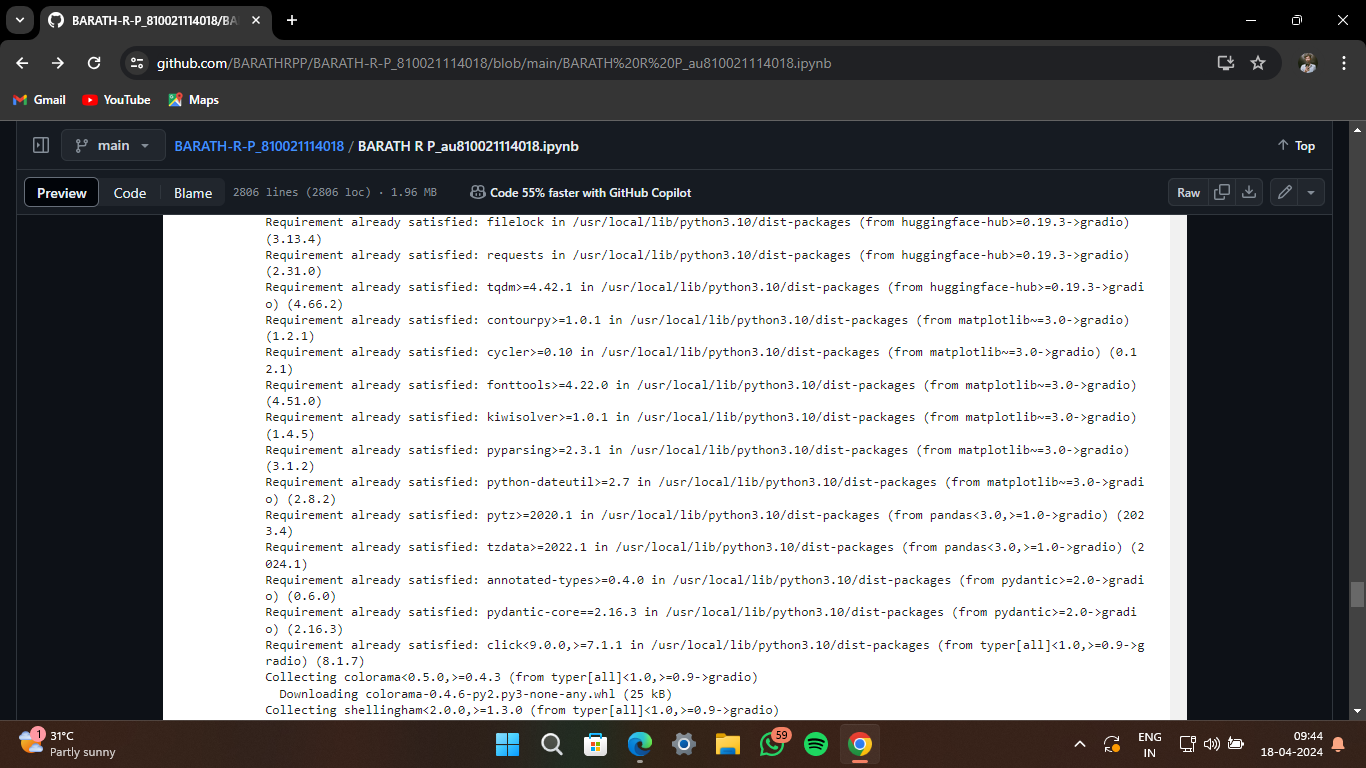 BARATH-R-P_810021114018/BA
github.com/BARATHRPP/BARATH-R-P_810021114018/blob/main/BARATH%20R%20P_au810021114018.ipynb
Gmail
YouTube
Maps
main
BARATH-R-P_810021114018 / BARATH R P_au810021114018.ipynb
Top
Preview
Code
Blame
2806 lines (2806 loc) · 1.96 MB
Code 55% faster with GitHub Copilot
Raw
Requirement already satisfied: filelock in /usr/local/lib/python3.10/dist-packages (from huggingface-hub>=0.19.3->gradio)
(3.13.4)
Requirement already satisfied: requests in /usr/local/lib/python3.10/dist-packages (from huggingface-hub>=0.19.3->gradio)
(2.31.0)
Requirement already satisfied: tqdm>=4.42.1 in /usr/local/lib/python3.10/dist-packages (from huggingface-hub>=0.19.3->gradi
o) (4.66.2)
Requirement already satisfied: contourpy>=1.0.1 in /usr/local/lib/python3.10/dist-packages (from matplotlib~=3.0->gradio)
(1.2.1)
Requirement already satisfied: cycler>=0.10 in /usr/local/lib/python3.10/dist-packages (from matplotlib~=3.0->gradio) (0.1
2.1)
Requirement already satisfied: fonttools>=4.22.0 in /usr/local/lib/python3.10/dist-packages (from matplotlib~=3.0->gradio)
(4.51.0)
Requirement already satisfied: kiwisolver>=1.0.1 in /usr/local/lib/python3.10/dist-packages (from matplotlib~=3.0->gradio)
(1.4.5)
Requirement already satisfied: pyparsing>=2.3.1 in /usr/local/lib/python3.10/dist-packages (from matplotlib~=3.0->gradio)
(3.1.2)
Requirement already satisfied: python-dateutil>=2.7 in /usr/local/lib/python3.10/dist-packages (from matplotlib~=3.0->gradi
o) (2.8.2)
Requirement already satisfied: pytz>=2020.1 in /usr/local/lib/python3.10/dist-packages (from pandas<3.0,>=1.0->gradio) (202
3.4)
Requirement already satisfied: tzdata>=2022.1 in /usr/local/lib/python3.10/dist-packages (from pandas<3.0,>=1.0->gradio) (2
024.1)
Requirement already satisfied: annotated-types>=0.4.0 in /usr/local/lib/python3.10/dist-packages (from pydantic>=2.0->gradi
o) (0.6.0)
Requirement already satisfied: pydantic-core==2.16.3 in /usr/local/lib/python3.10/dist-packages (from pydantic>=2.0->gradi
o) (2.16.3)
Requirement already satisfied: click<9.0.0,>=7.1.1 in /usr/local/lib/python3.10/dist-packages (from typer[all]<1.0,>=0.9->g
radio) (8.1.7)
Collecting colorama<0.5.0,>=0.4.3 (from typer[all]<1.0,>=0.9->gradio)
Downloading colorama-0.4.6-py2.py3-none-any.whl (25 kB)
Collecting shellingham<2.0.0,>=1.3.0 (from typer[all]<1.0,>=0.9->gradio)
1
31°C
Partly sunny
59
ENG
IN
09:44
18-04-2024